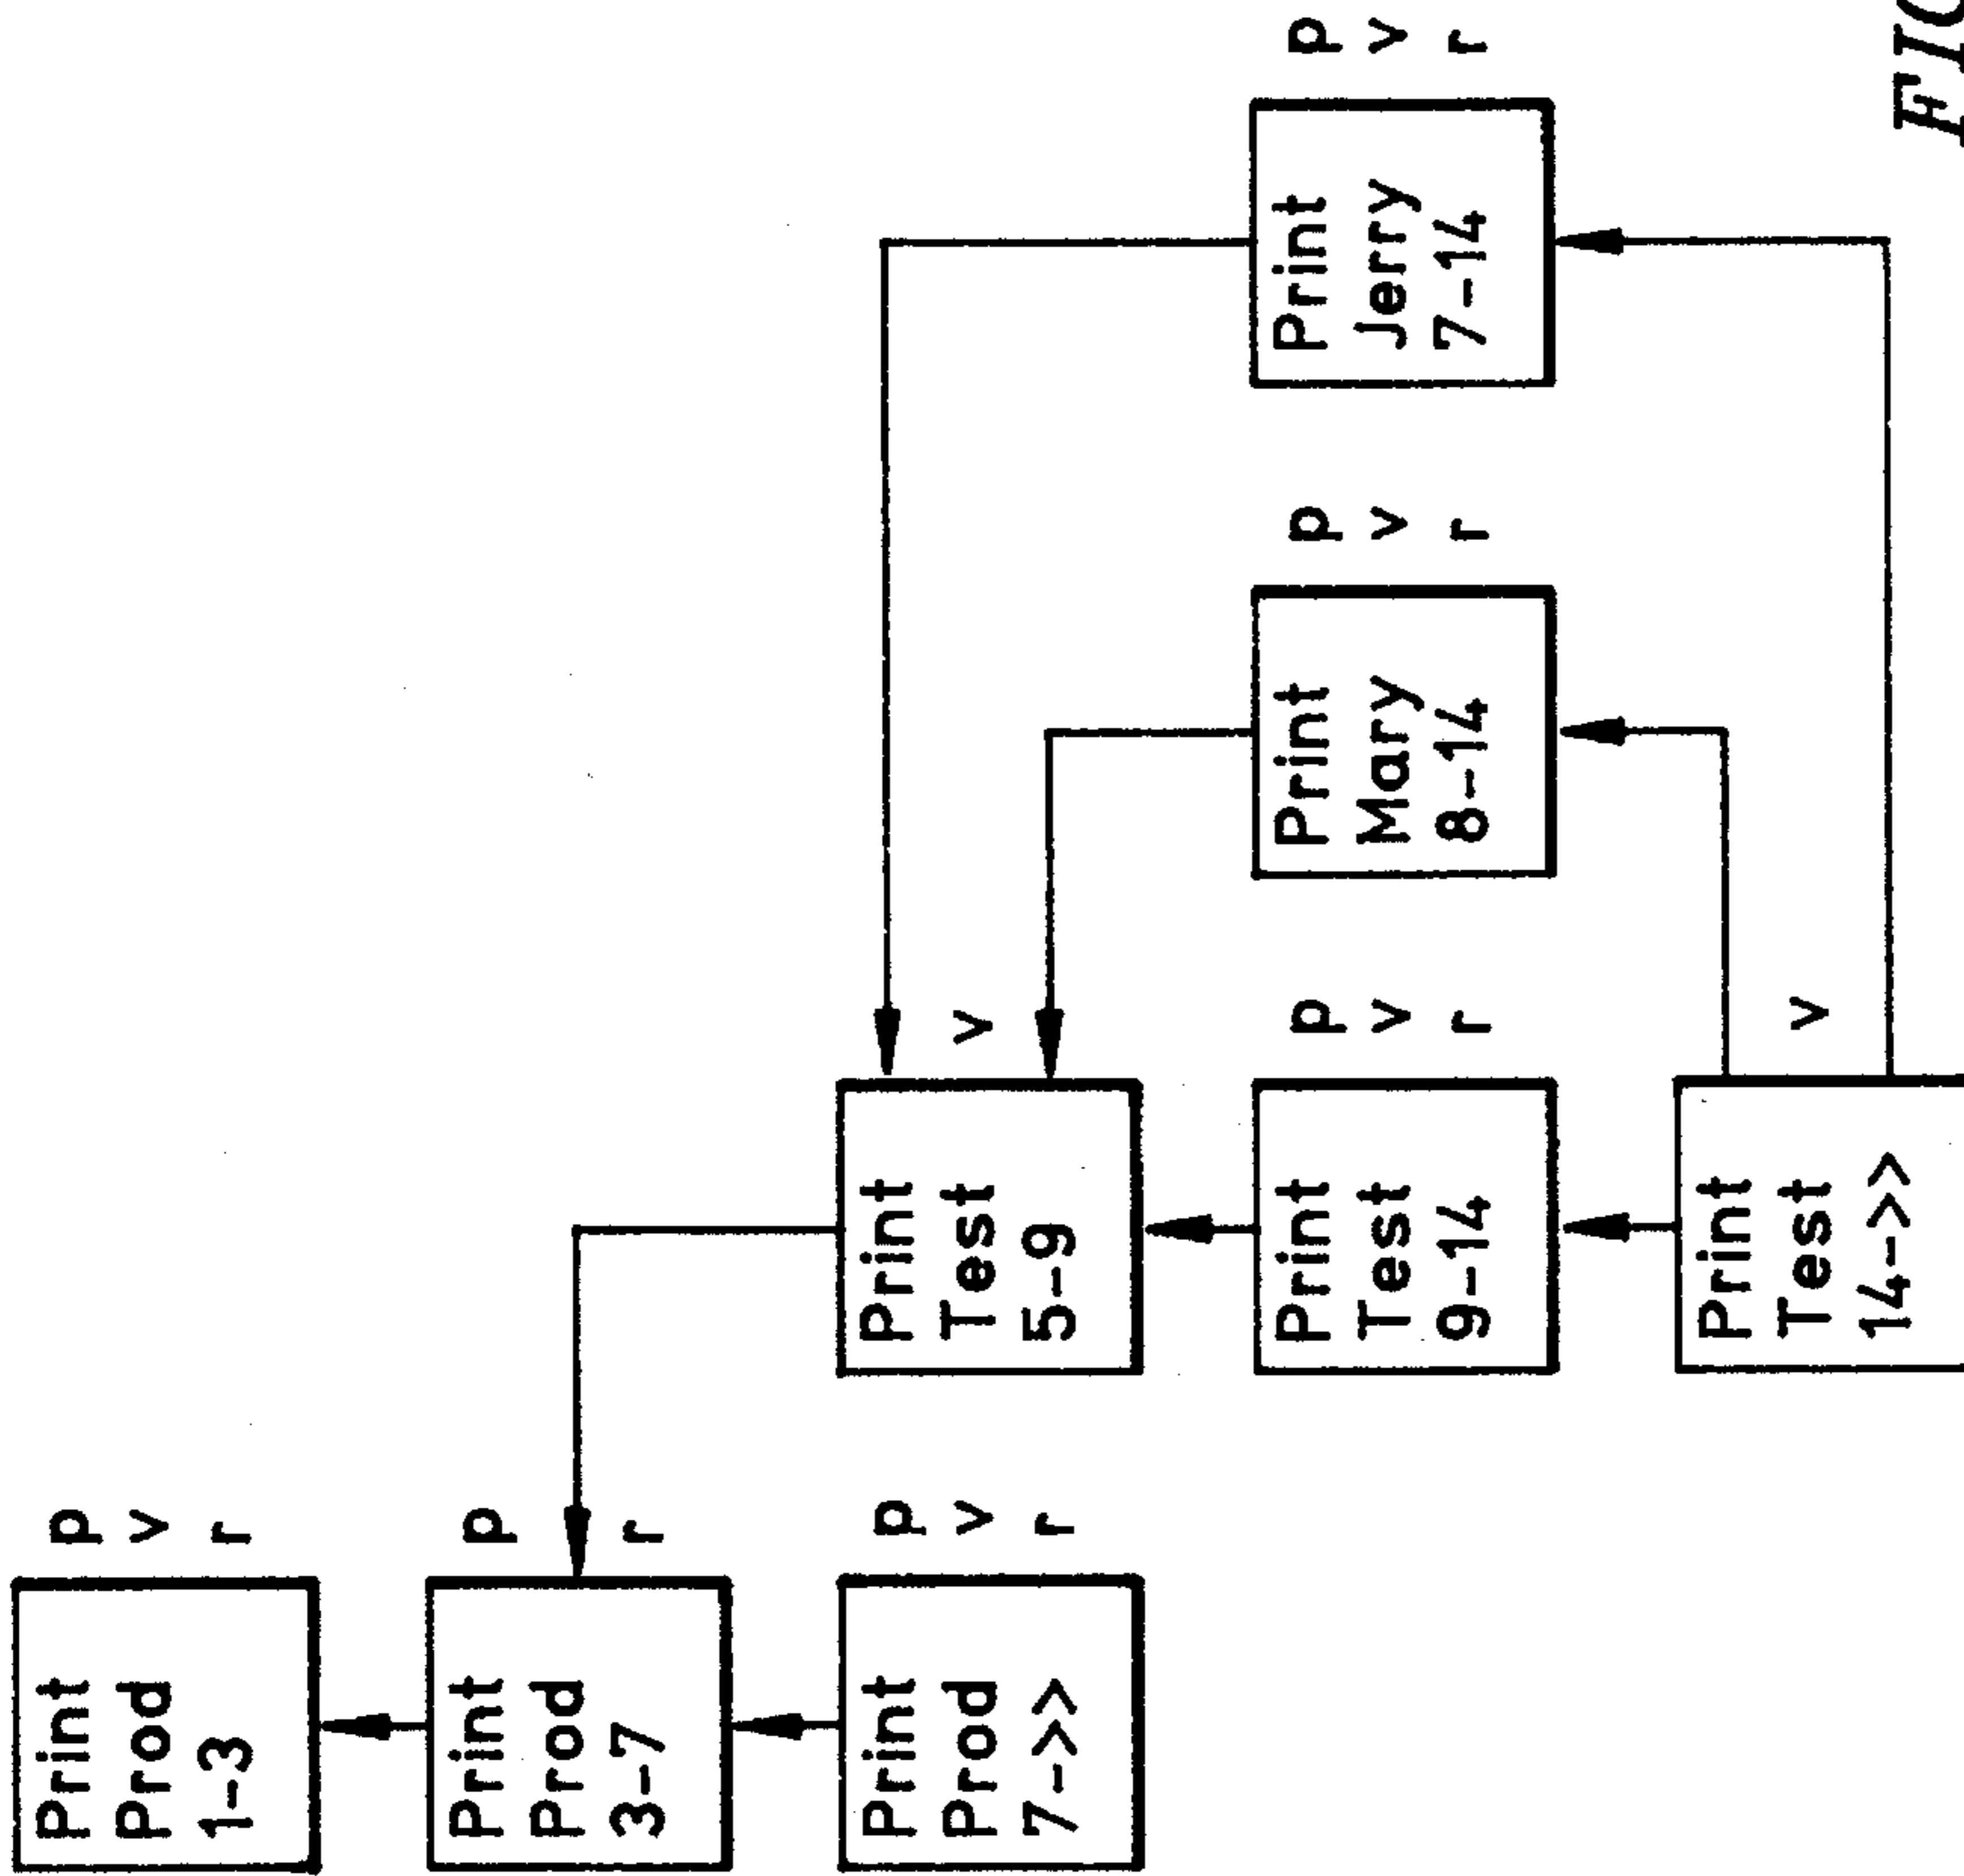 Print
Prod
1-3
p
v
r
Print
Prod
3-7
p
r
Print
Prod
7->>
p
v
r
Print
Test
5-9
v
Print
Test
9-14
p
v
r
Print
Mary
8-14
p
v
r
Print
Jerry
7-14
p
v
r
Print
Test
14->>
v